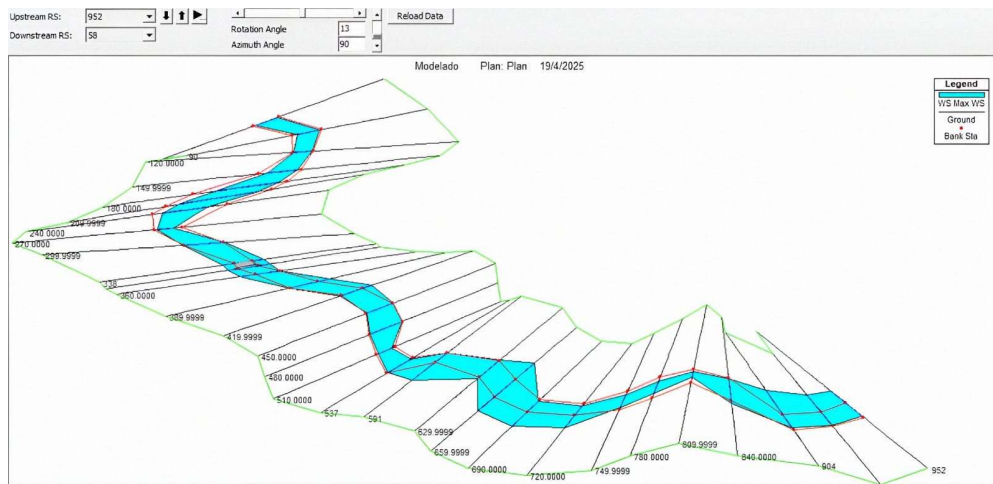 Upstream RS: 952
Downstream RS: 58
Rotation Angle 13
Azimuth Angle 90
Reload Data
Modelado Plan: Plan 19/4/2025
Legend
WS Max WS
Ground
Bank Sta
90
120.0000
149.9999
180.0000
209.9999
240.0000
270.0000
299.9999
338
360.0000
389.9999
419.9999
450.0000
480.0000
510.0000
537
591
629.9999
659.9999
690.0000
720.0000
749.9999
780.0000
809.9999
840.0000
904
952